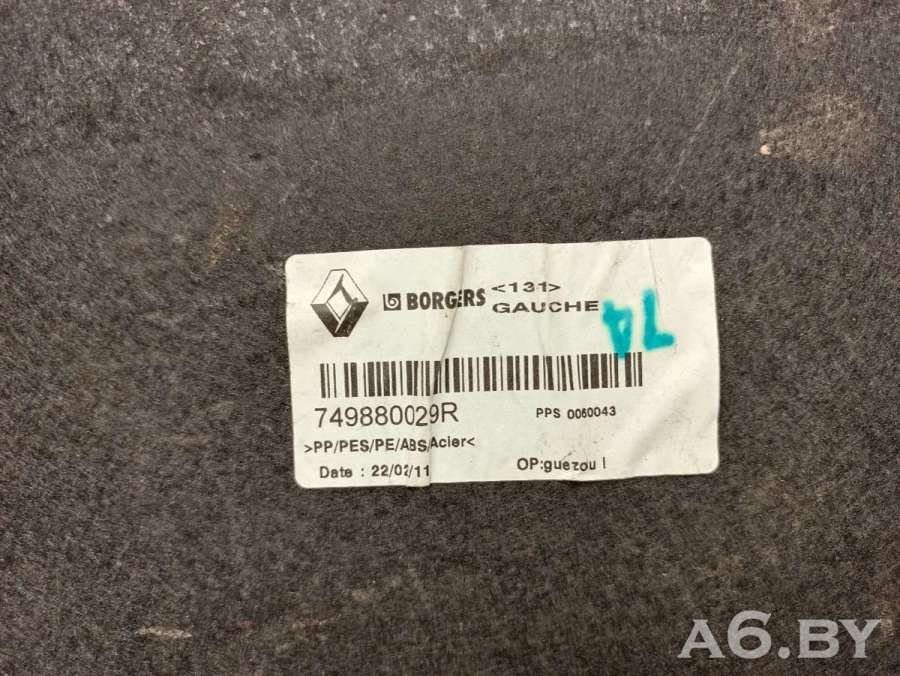 BORGERS
<131>
GAUCHE
74
749880029R
PPS 0060043
>PP/PES/PE/ABS/Acier<
Date : 22/02/11
OP:guezou l
A6.BY